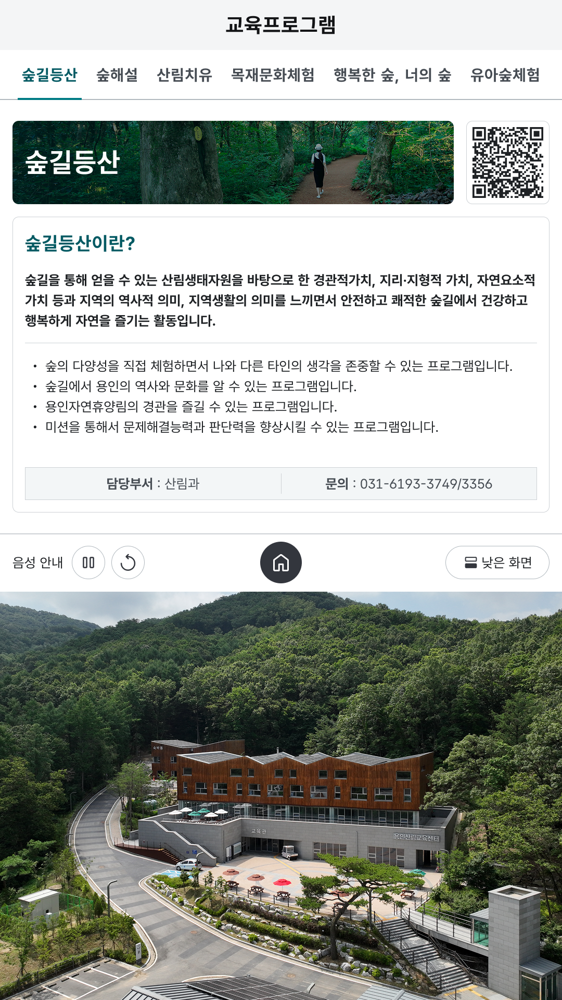 교육프로그램
숲길등산 숲해설 산림치유 목재문화체험 행복한 숲, 너의 숲 유아숲체험
숲길등산
숲길등산이란?
숲길을 통해 얻을 수 있는 산림생태자원을 바탕으로 한 경관적가치, 지리·지형적 가치, 자연요소적
가치 등과 지역의 역사적 의미, 지역생활의 의미를 느끼면서 안전하고 쾌적한 숲길에서 건강하고
행복하게 자연을 즐기는 활동입니다.
• 숲의 다양성을 직접 체험하면서 나와 다른 타인의 생각을 존중할 수 있는 프로그램입니다.
• 숲길에서 용인의 역사와 문화를 알 수 있는 프로그램입니다.
• 용인자연휴양림의 경관을 즐길 수 있는 프로그램입니다.
• 미션을 통해서 문제해결능력과 판단력을 향상시킬 수 있는 프로그램입니다.
담당부서 : 산림과 문의 : 031-6193-3749/3356
음성 안내 낮은 화면
숙박동
교육관
용인산림교육센터